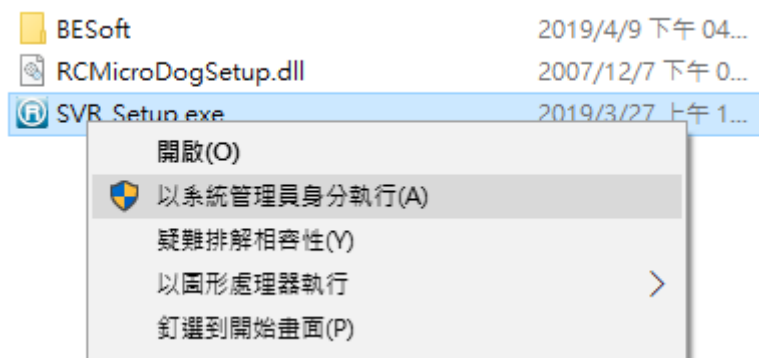 BESoft 2019/4/9 下午 04...
RCMicroDogSetup.dll 2007/12/7 下午 0...
SVR_Setup.exe 2019/3/27 上午 1...
開啟(O)
以系統管理員身分執行(A)
疑難排解相容性(Y)
以圖形處理器執行
釘選到開始畫面(P)